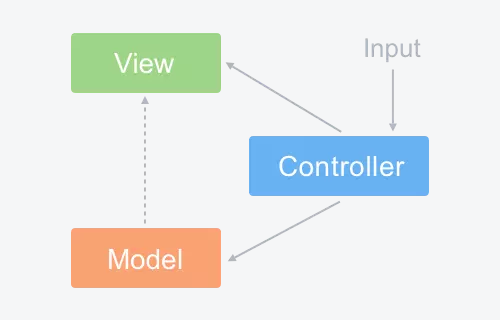 View
Input
Controller
Model